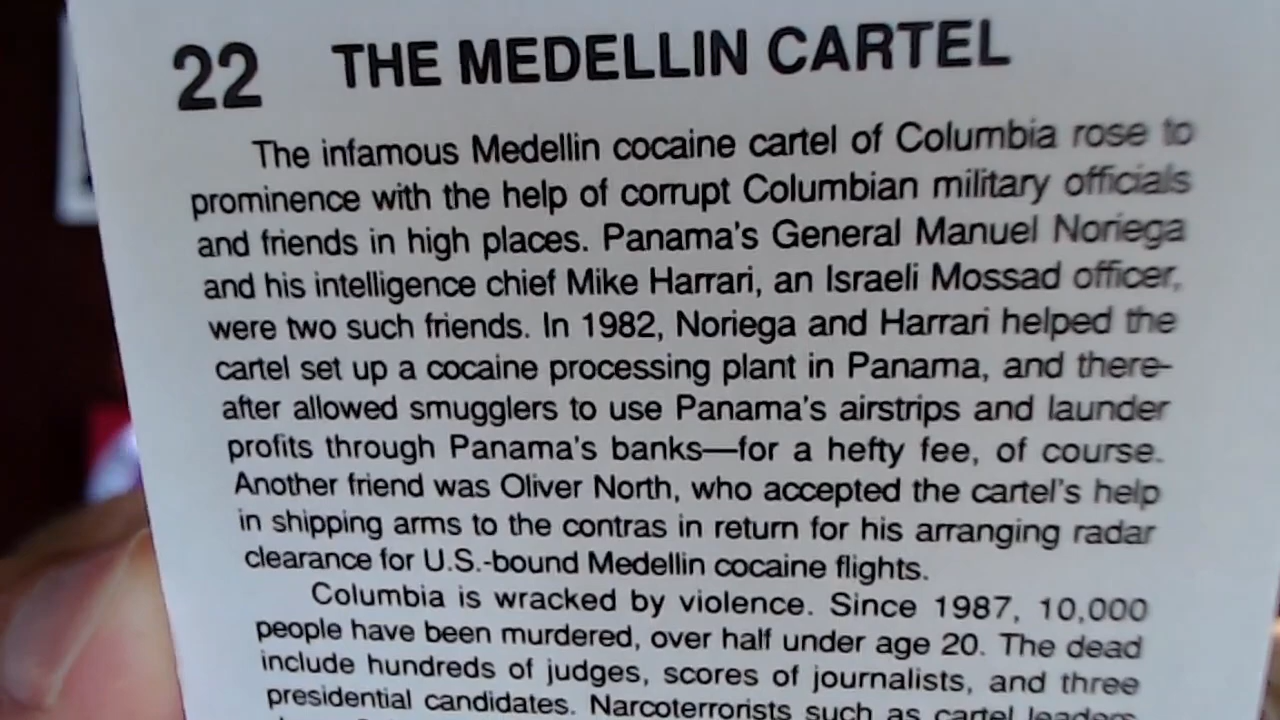 22 THE MEDELLIN CARTEL
The infamous Medellin cocaine cartel of Columbia rose to
prominence with the help of corrupt Columbian military officials
and friends in high places. Panama's General Manuel Noriega
and his intelligence chief Mike Harrari, an Israeli Mossad officer,
were two such friends. In 1982, Noriega and Harrari helped the
cartel set up a cocaine processing plant in Panama, and there-
after allowed smugglers to use Panama's airstrips and launder
profits through Panama's banks—for a hefty fee, of course.
Another friend was Oliver North, who accepted the cartel's help
in shipping arms to the contras in return for his arranging radar
clearance for U.S.-bound Medellin cocaine flights.
Columbia is wracked by violence. Since 1987, 10,000
people have been murdered, over half under age 20. The dead
include hundreds of judges, scores of journalists, and three
presidential candidates. Narcoterrorists such as cartel leaders